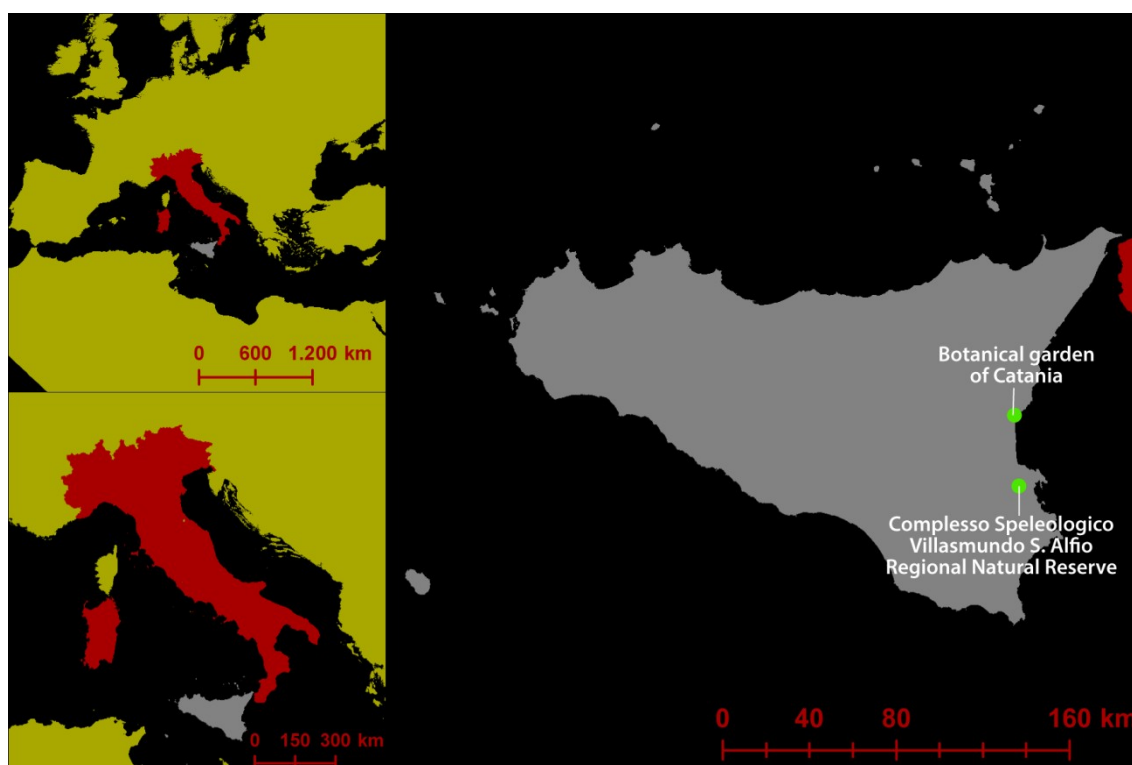 0 600 1.200 km
0 150 300 km
Botanical garden
of Catania
Complesso Speleologico
Villasmundo S. Alfio
Regional Natural Reserve
0 40 80 160 km